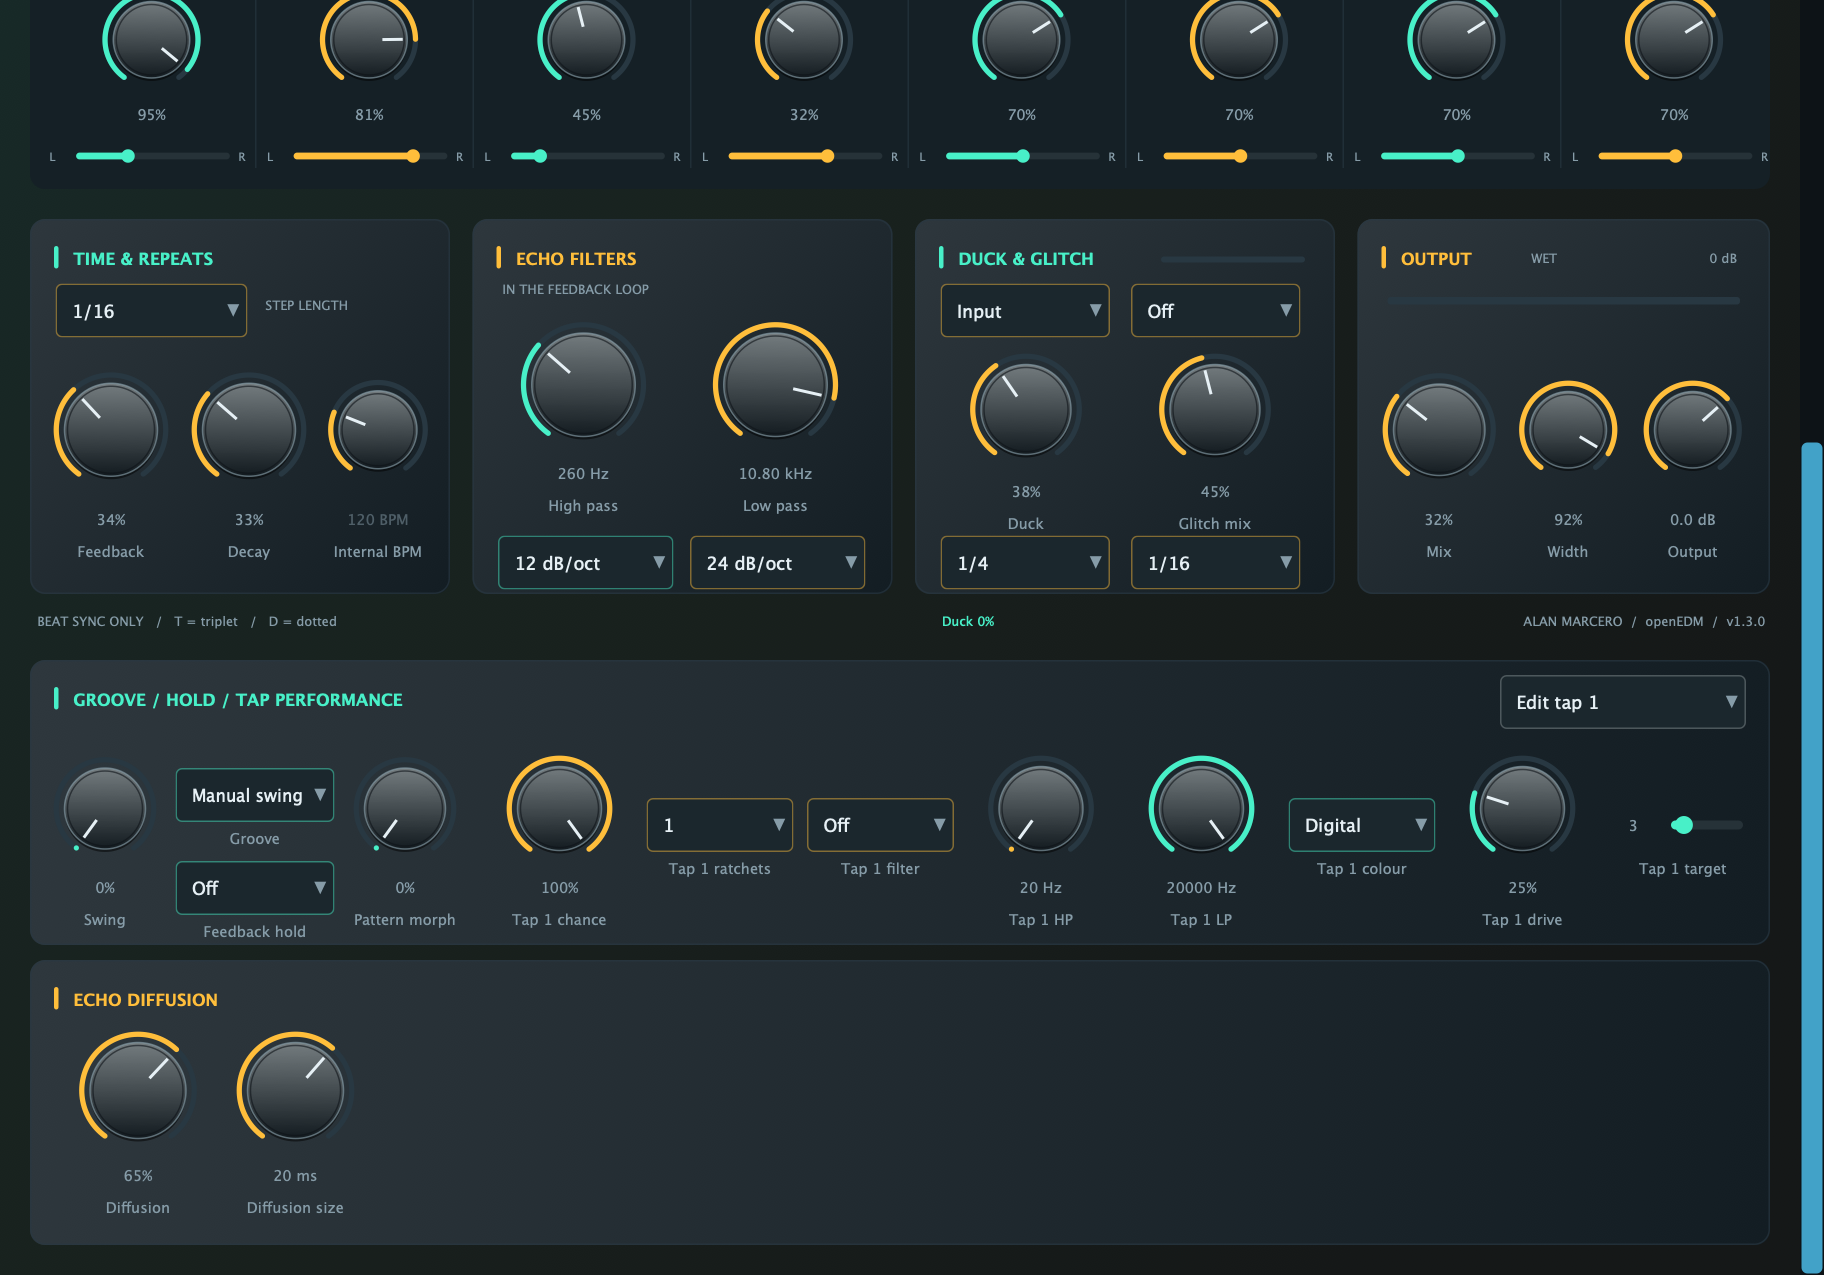 95% 81% 45% 32% 70% 70% 70% 70%
L R L R L R L R L R L R L R L R
TIME & REPEATS
1/16 STEP LENGTH
34% 33% 120 BPM
Feedback Decay Internal BPM
ECHO FILTERS
IN THE FEEDBACK LOOP
260 Hz 10.80 kHz
High pass Low pass
12 dB/oct 24 dB/oct
DUCK & GLITCH
Input Off
38% 45%
Duck Glitch mix
1/4 1/16
OUTPUT WET 0 dB
32% 92% 0.0 dB
Mix Width Output
BEAT SYNC ONLY / T = triplet / D = dotted
Duck 0%
ALAN MARCERO / openEDM / v1.3.0
GROOVE / HOLD / TAP PERFORMANCE
Edit tap 1
0%
Swing
Manual swing
Groove
Off
Feedback hold
0%
Pattern morph
100%
Tap 1 chance
1
Tap 1 ratchets
Off
Tap 1 filter
20 Hz
Tap 1 HP
20000 Hz
Tap 1 LP
Digital
Tap 1 colour
25%
Tap 1 drive
3
Tap 1 target
ECHO DIFFUSION
65% 20 ms
Diffusion Diffusion size